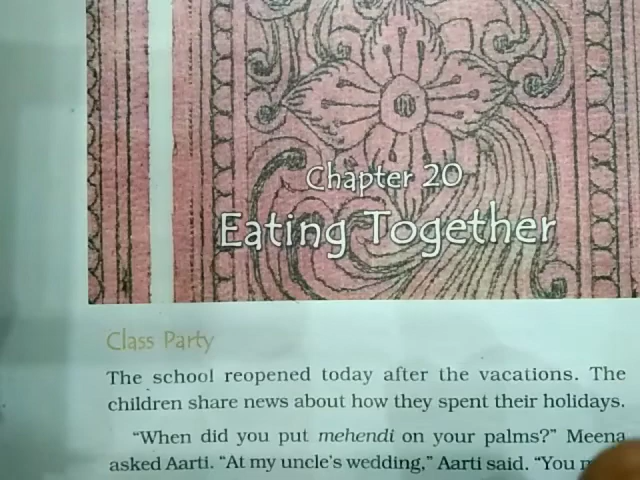 Chapter 20
Eating Together
Class Party
The school reopened today after the vacations. The
children share news about how they spent their holidays.
“When did you put mehendi on your palms?” Meena
asked Aarti. “At my uncle’s wedding,” Aarti said. “You